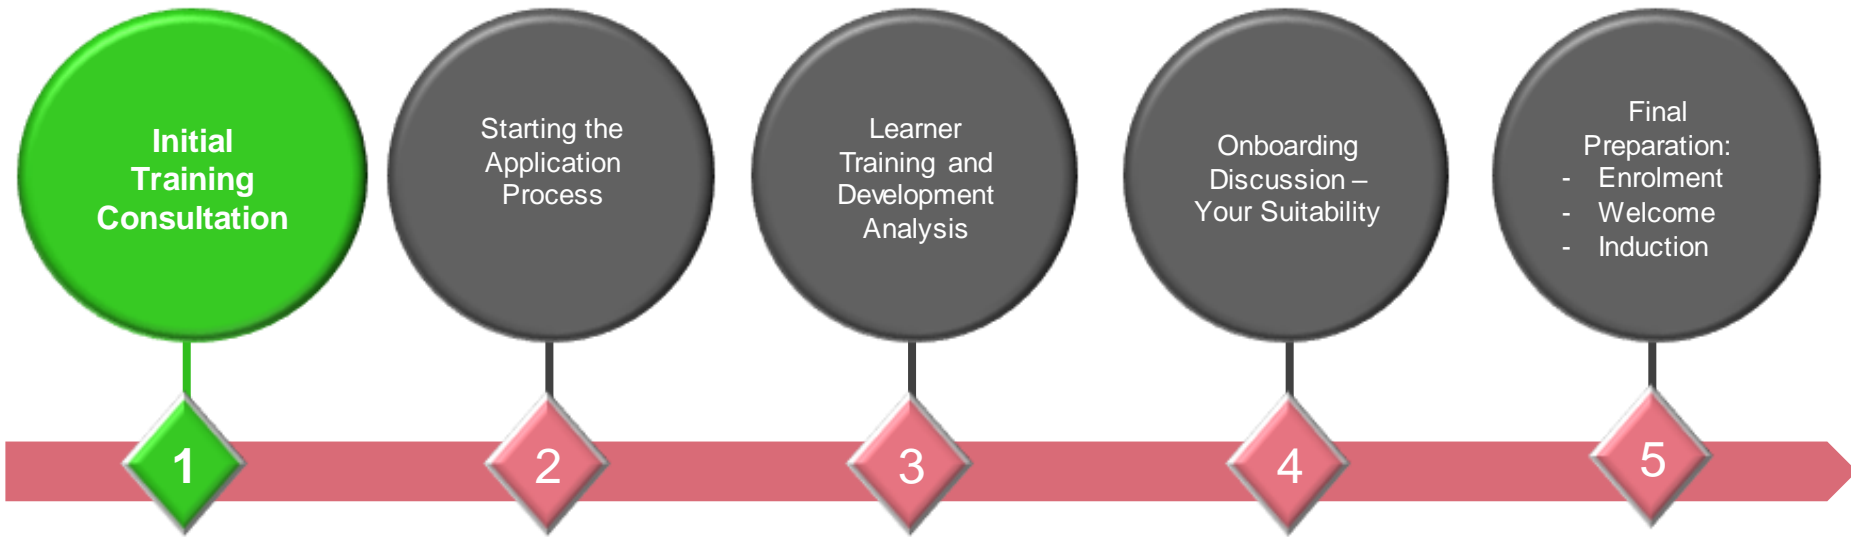 Initial
Training
Consultation
1
Starting the
Application
Process
2
Learner
Training and
Development
Analysis
3
Onboarding
Discussion –
Your Suitability
4
Final
Preparation:
- Enrolment
- Welcome
- Induction
5